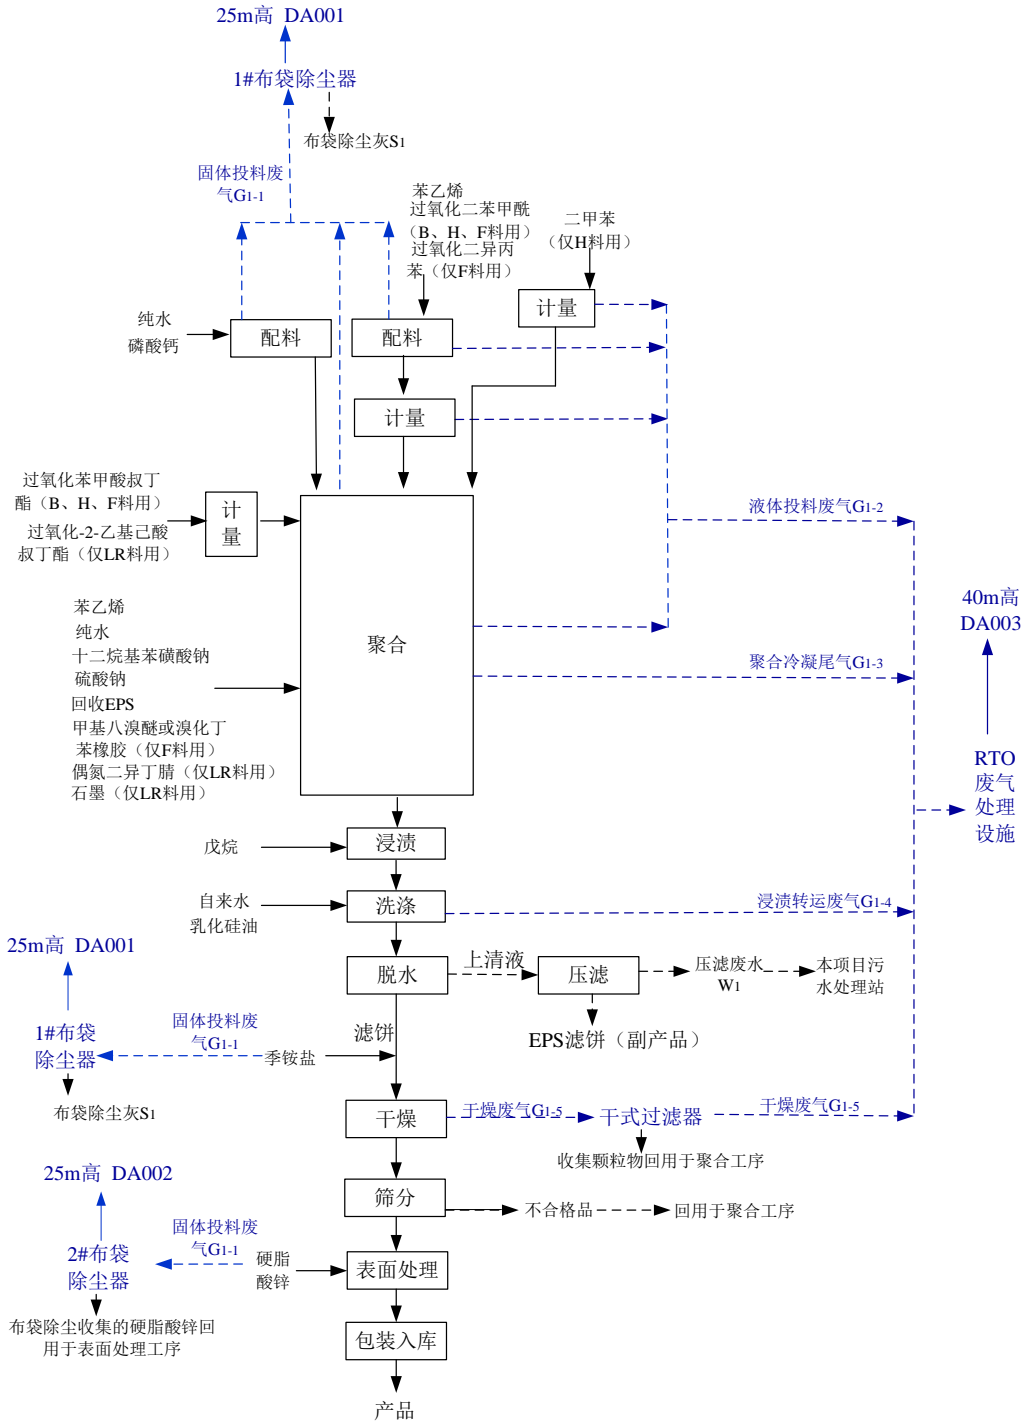 25m高 DA001
1#布袋除尘器
布袋除尘灰S1
固体投料废
气G1-1
苯乙烯
过氧化二苯甲酰
（B、H、F料用）
过氧化二异丙
苯（仅F料用）
二甲苯
（仅H料用）
计量
纯水
磷酸钙
配料
配料
计量
过氧化苯甲酸叔丁
酯（B、H、F料用）
过氧化-2-乙基己酸
叔丁酯（仅LR料用）
计
量
液体投料废气G1-2
苯乙烯
纯水
十二烷基苯磺酸钠
硫酸钠
回收EPS
甲基八溴醚或溴化丁
苯橡胶（仅F料用）
偶氮二异丁腈（仅LR料用）
石墨（仅LR料用）
聚合
聚合冷凝尾气G1-3
40m高
DA003
RTO
废气
处理
设施
戊烷
浸渍
自来水
乳化硅油
洗涤
浸渍转运废气G1-4
25m高 DA001
脱水
上清液
压滤
压滤废水
W1
本项目污
水处理站
1#布袋
除尘器
固体投料废
气G1-1
季铵盐
滤饼
EPS滤饼（副产品）
布袋除尘灰S1
干燥
干燥废气G1-5
干式过滤器
干燥废气G1-5
收集颗粒物回用于聚合工序
25m高 DA002
筛分
不合格品
回用于聚合工序
2#布袋
除尘器
固体投料废
气G1-1
硬脂
酸锌
表面处理
布袋除尘收集的硬脂酸锌回
用于表面处理工序
包装入库
产品